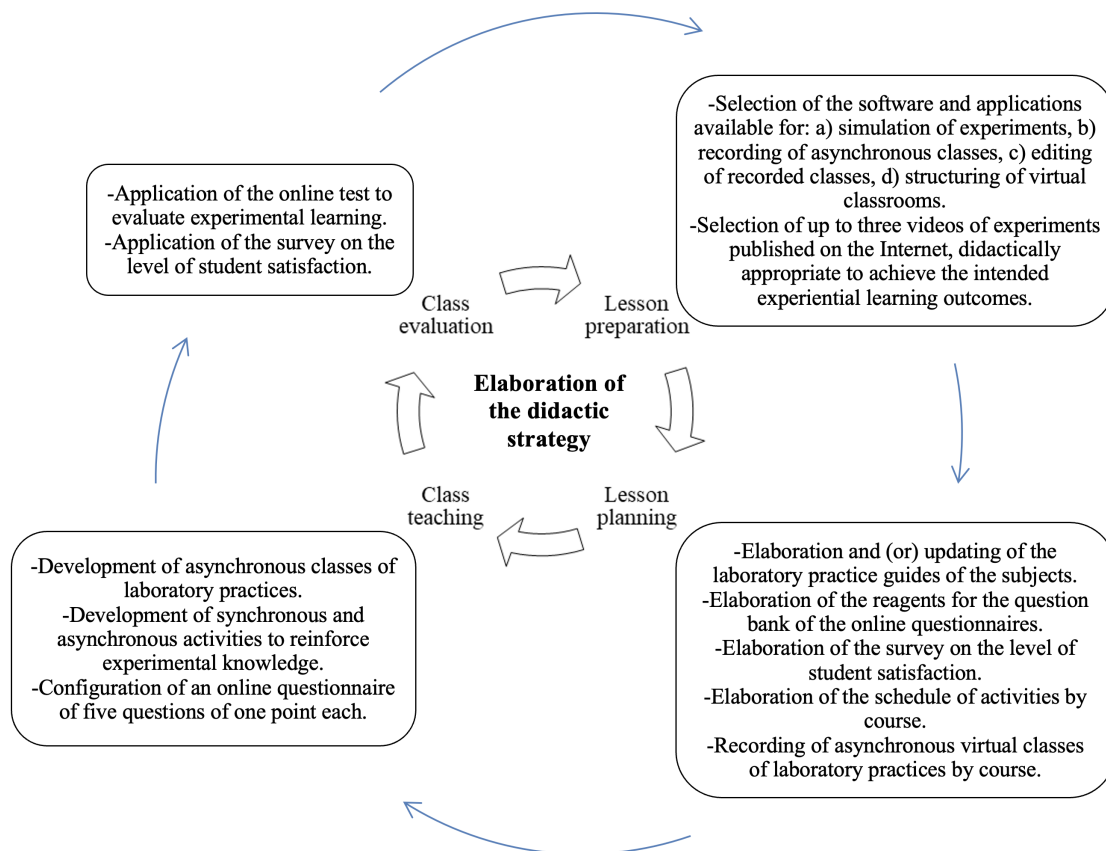 -Selection of the software and applications
available for: a) simulation of experiments, b)
recording of asynchronous classes, c) editing
of recorded classes, d) structuring of virtual
classrooms.
-Selection of up to three videos of experiments
published on the Internet, didactically
appropriate to achieve the intended
experiential learning outcomes.
-Application of the online test to
evaluate experimental learning.
-Application of the survey on the
level of student satisfaction.
Class
evaluation
Lesson
preparation
Elaboration of
the didactic
strategy
Class
teaching
Lesson
planning
-Development of asynchronous classes of
laboratory practices.
-Development of synchronous and
asynchronous activities to reinforce
experimental knowledge.
-Configuration of an online questionnaire
of five questions of one point each.
-Elaboration and (or) updating of the
laboratory practice guides of the subjects.
-Elaboration of the reagents for the question
bank of the online questionnaires.
-Elaboration of the survey on the level of
student satisfaction.
-Elaboration of the schedule of activities by
course.
-Recording of asynchronous virtual classes
of laboratory practices by course.